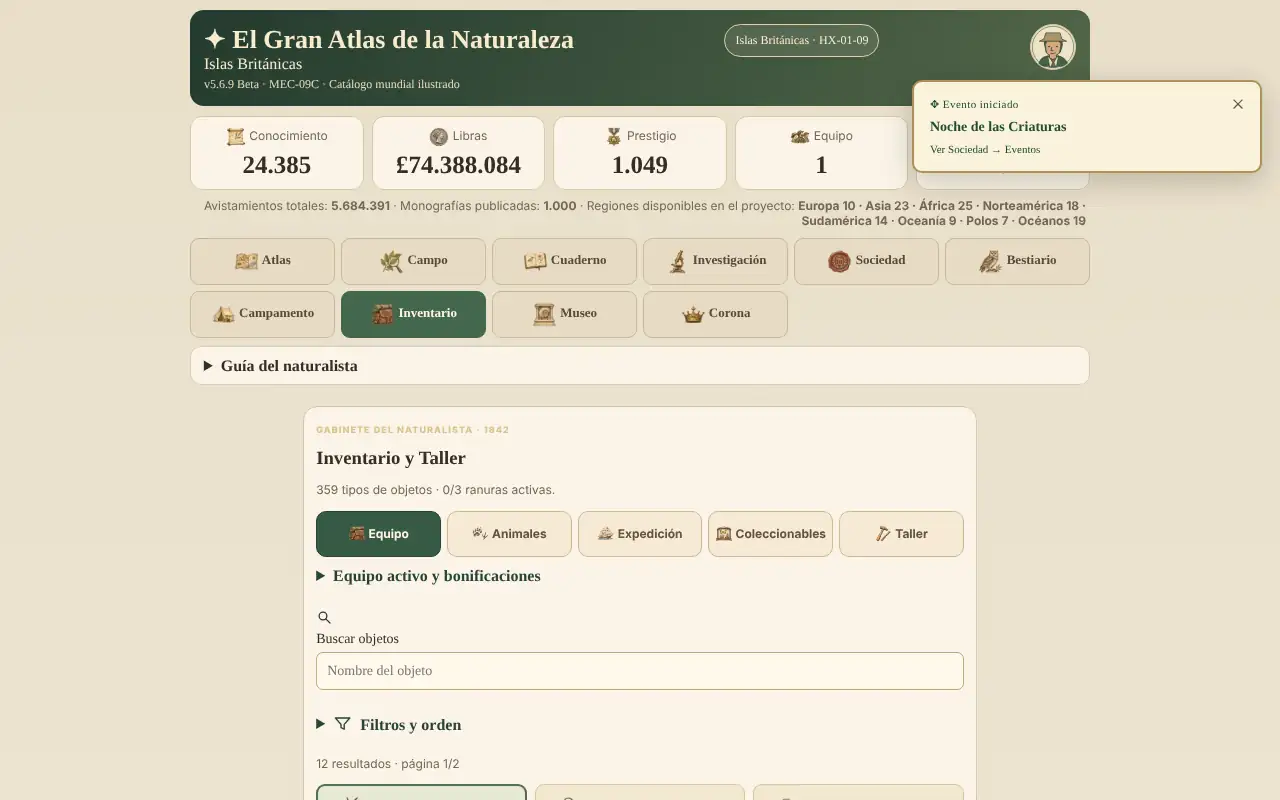 ✦ El Gran Atlas de la Naturaleza
Islas Británicas
v5.6.9 Beta · MEC-09C · Catálogo mundial ilustrado
Islas Británicas · HX-01-09
✥ Evento iniciado
Noche de las Criaturas
Ver Sociedad → Eventos
Conocimiento
24.385
Libras
£74.388.084
Prestigio
1.049
Equipo
1
Avistamientos totales: 5.684.391 · Monografías publicadas: 1.000 · Regiones disponibles en el proyecto: Europa 10 · Asia 23 · África 25 · Norteamérica 18 ·
Sudamérica 14 · Oceanía 9 · Polos 7 · Océanos 19
Atlas
Campo
Cuaderno
Investigación
Sociedad
Bestiario
Campamento
Inventario
Museo
Corona
Guía del naturalista
GABINETE DEL NATURALISTA · 1842
Inventario y Taller
359 tipos de objetos · 0/3 ranuras activas.
Equipo
Animales
Expedición
Coleccionables
Taller
Equipo activo y bonificaciones
Buscar objetos
Nombre del objeto
Filtros y orden
12 resultados · página 1/2